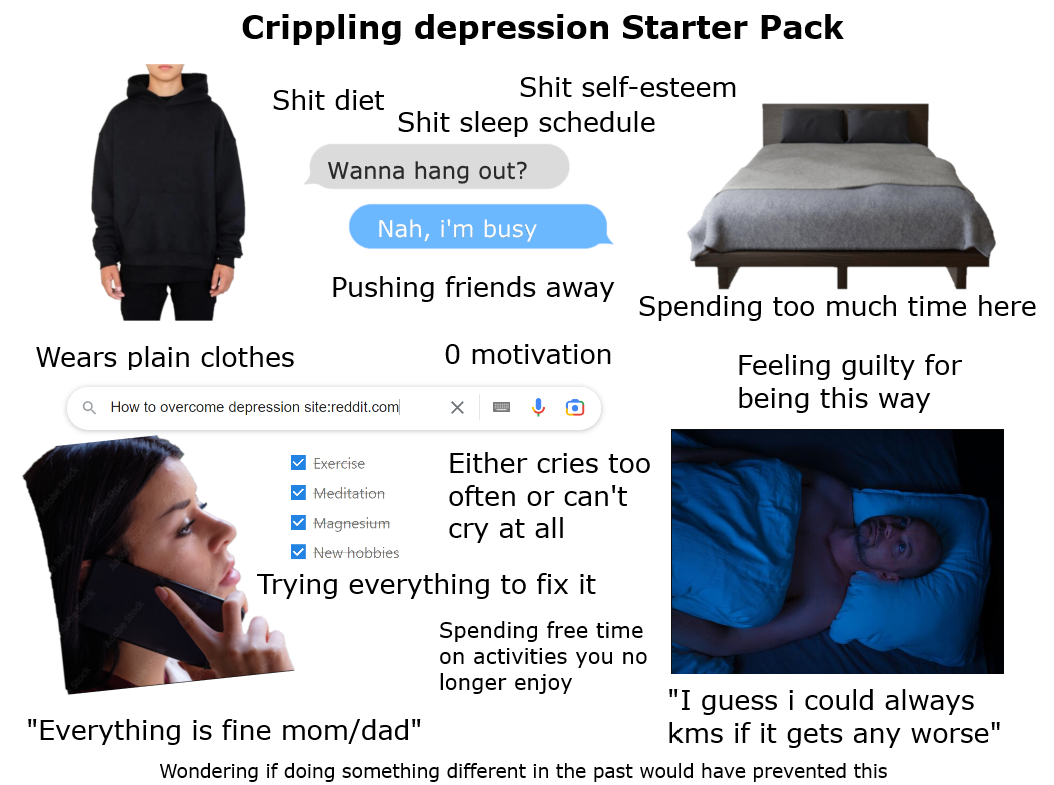 Crippling depression Starter Pack
Shit diet
Shit self-esteem
Shit sleep schedule
Wanna hang out?
Nah, i'm busy
Pushing friends away
Spending too much time here
Wears plain clothes
0 motivation
Feeling guilty for
being this way
How to overcome depression site:reddit.com
Exercise
Meditation
Magnesium
New hobbies
Either cries too
often or can't
cry at all
Trying everything to fix it
Spending free time
on activities you no
longer enjoy
"Everything is fine mom/dad"
"I guess i could always
kms if it gets any worse"
Wondering if doing something different in the past would have prevented this